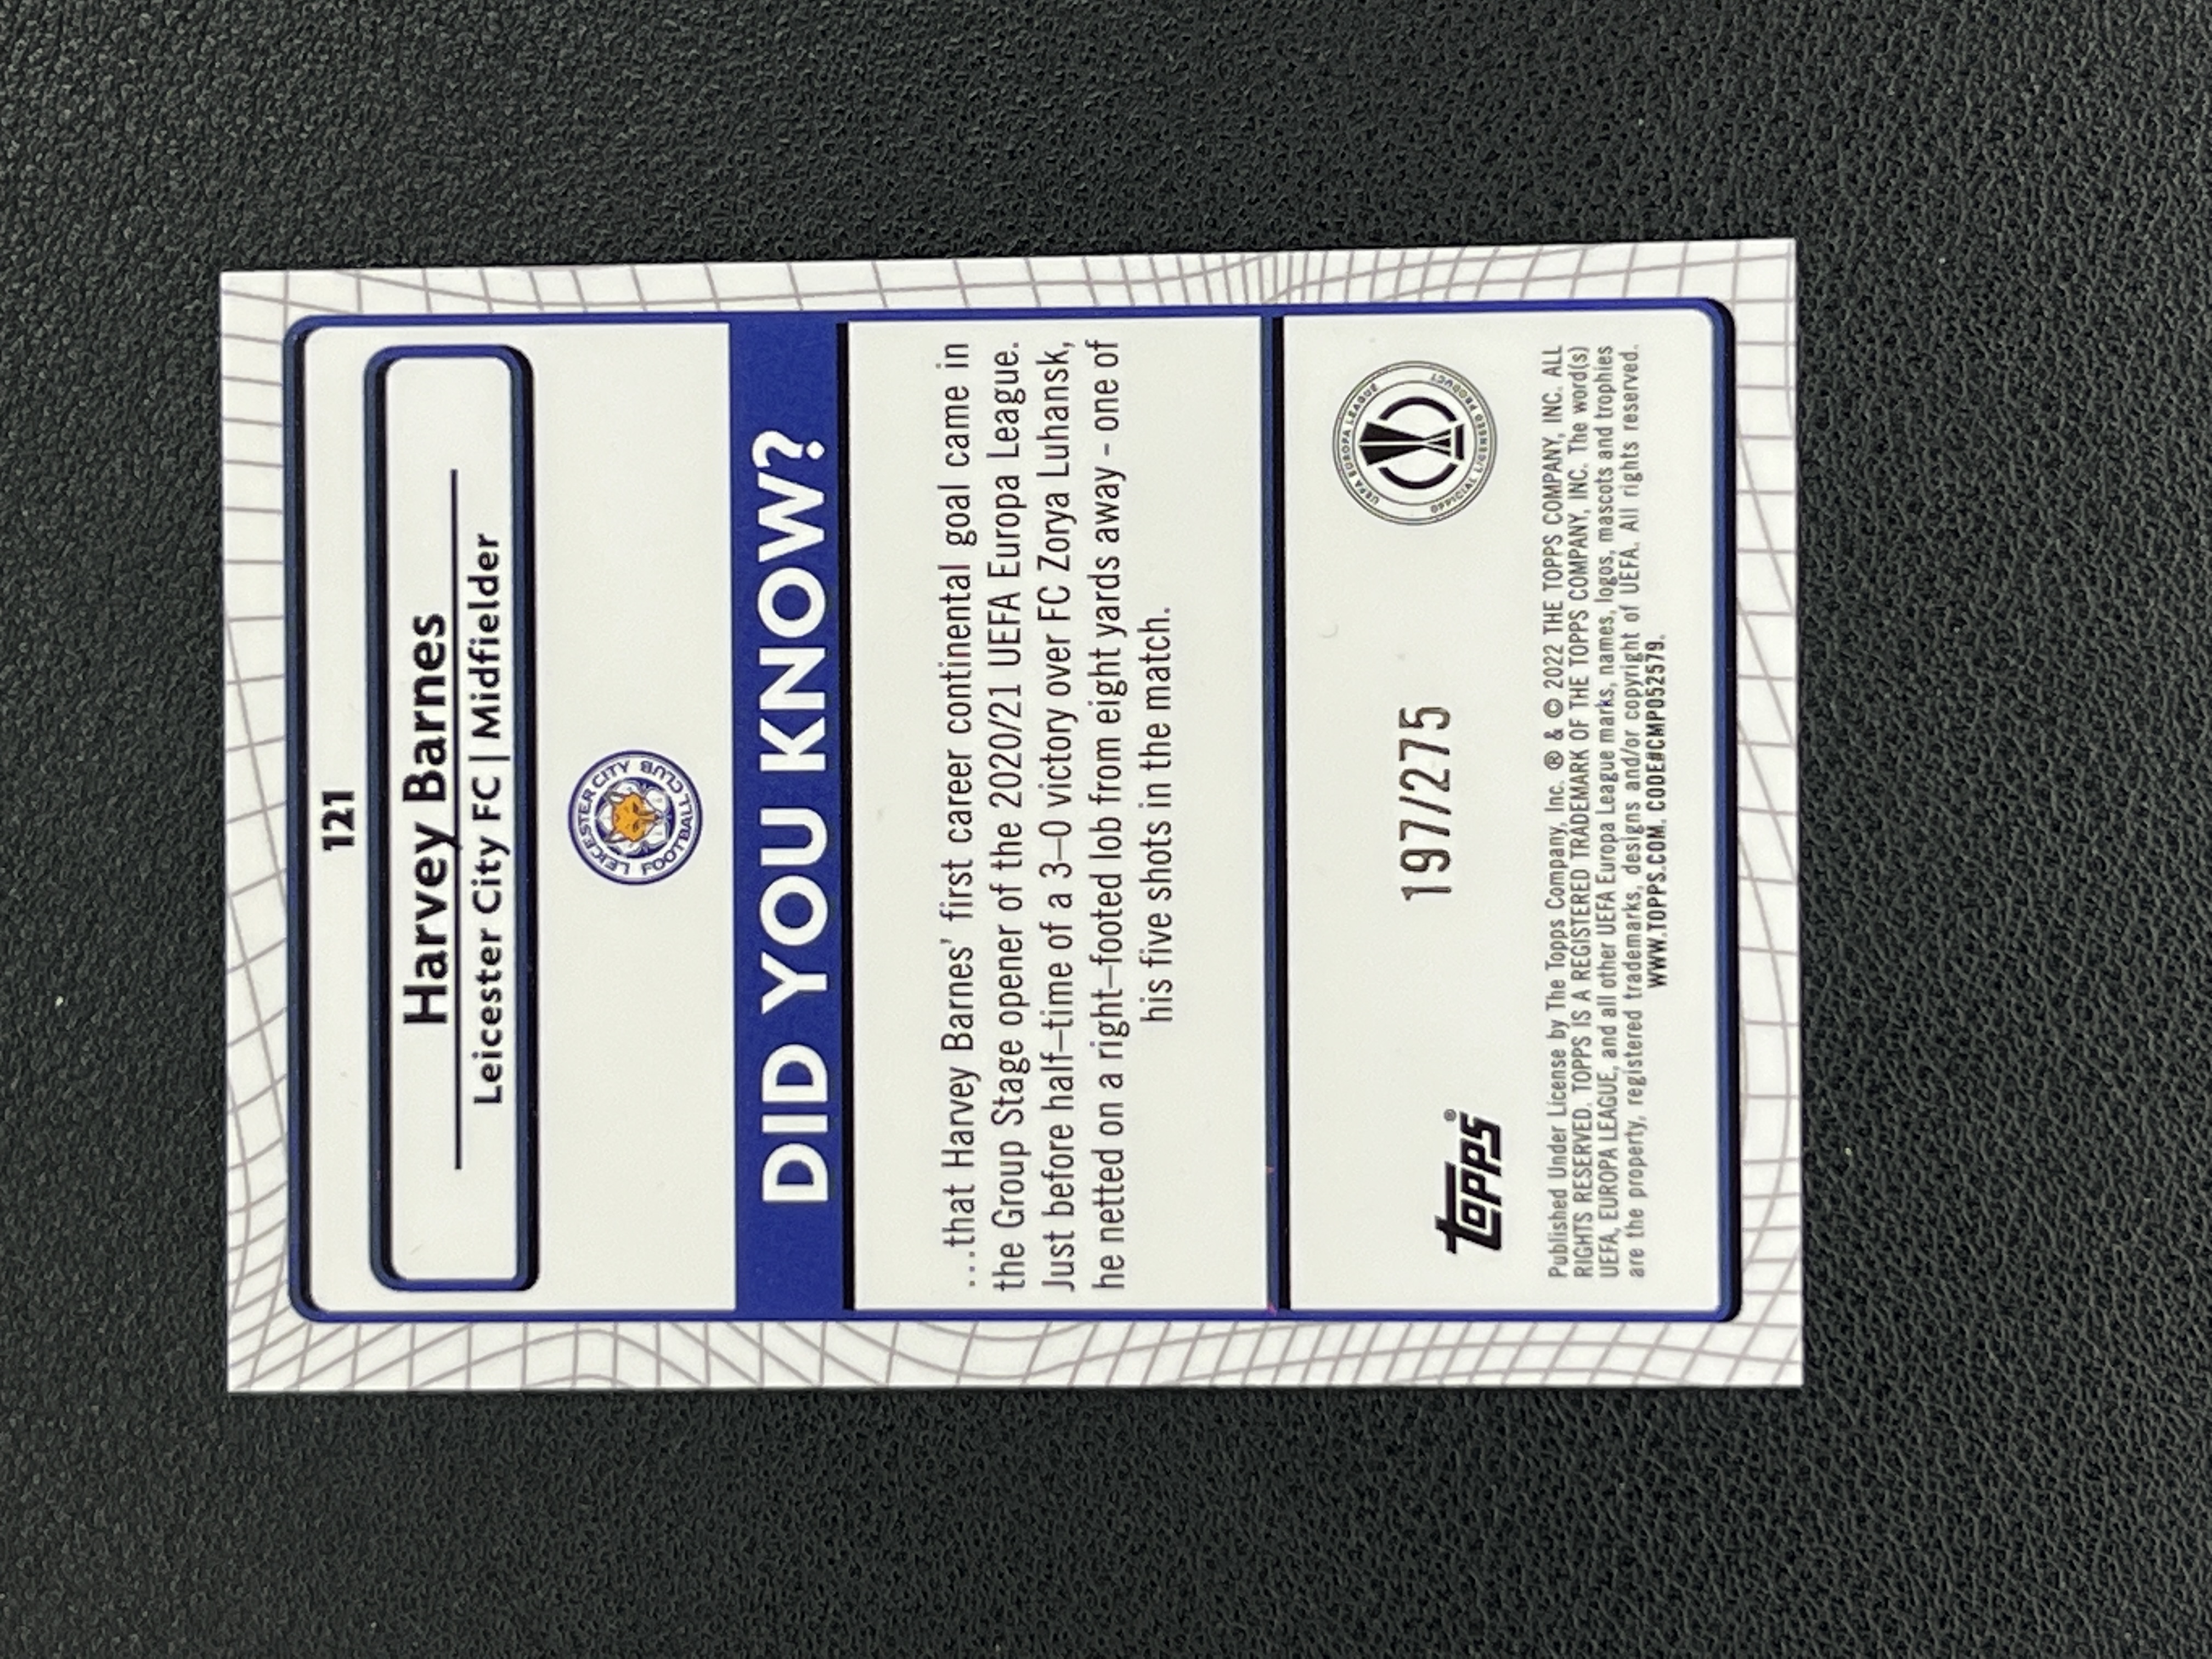 121
Harvey Barnes
Leicester City FC | Midfielder
LEICESTER CITY FOOTBALL CLUB
DID YOU KNOW?
...that Harvey Barnes' first career continental goal came in
the Group Stage opener of the 2020/21 UEFA Europa League.
Just before half–time of a 3–0 victory over FC Zorya Luhansk,
he netted on a right–footed lob from eight yards away - one of
his five shots in the match.
topps®
197/275
UEFA EUROPA LEAGUE
OFFICIAL LICENSED PRODUCT
Published Under License by The Topps Company, Inc. ® & © 2022 THE TOPPS COMPANY, INC. ALL
RIGHTS RESERVED. TOPPS IS A REGISTERED TRADEMARK OF THE TOPPS COMPANY, INC. The word(s)
UEFA, EUROPA LEAGUE, and all other UEFA Europa League marks, names, logos, mascots and trophies
are the property, registered trademarks, designs and/or copyright of UEFA. All rights reserved.
WWW.TOPPS.COM. CODE#CMP052579.